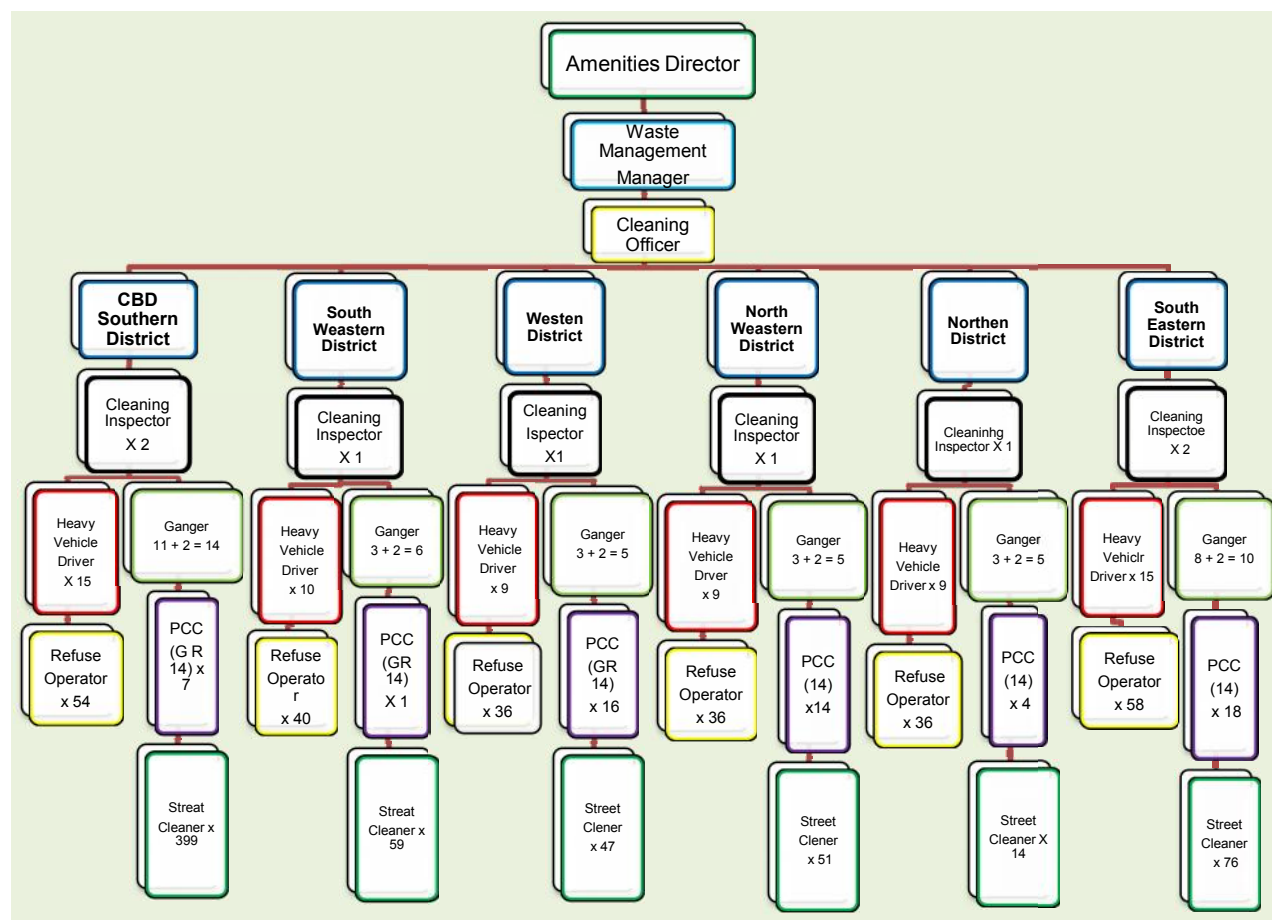 Amenities Director
Waste
Management
Manager
Cleaning
Officer
CBD
Southern
District
South
Weastern
District
Westen
District
North
Weastern
District
Northen
District
South
Eastern
District
Cleaning
Inspector
X 2
Cleaning
Inspector
X 1
Cleaning
Ispector
X1
Cleaning
Inspector
X 1
Cleaninhg
Inspector X 1
Cleaning
Inspectoe
X 2
Heavy
Vehicle
Driver
X 15
Ganger
11 + 2 = 14
Heavy
Vehicle
Driver
x 10
Ganger
3 + 2 = 6
Heavy
Vehicle
Driver
x 9
Ganger
3 + 2 = 5
Heavy
Vehicle
Drver
x 9
Ganger
3 + 2 = 5
Heavy
Vehicle
Driver x 9
Ganger
3 + 2 = 5
Heavy
Vehiclr
Driver x 15
Ganger
8 + 2 = 10
Refuse
Operator
x 54
PCC
(G R
14) x
7
Refuse
Operato
r
x 40
PCC
(GR
14)
X 1
Refuse
Operator
x 36
PCC
(GR
14)
x 16
Refuse
Operator
x 36
PCC
(14)
x14
Refuse
Operator
x 36
PCC
(14)
x 4
Refuse
Operator
x 58
PCC
(14)
x 18
Streat
Cleaner x
399
Streat
Cleaner x
59
Street
Clener
x 47
Street
Clener
x 51
Street
Cleaner X
14
Street
Cleaner
x 76